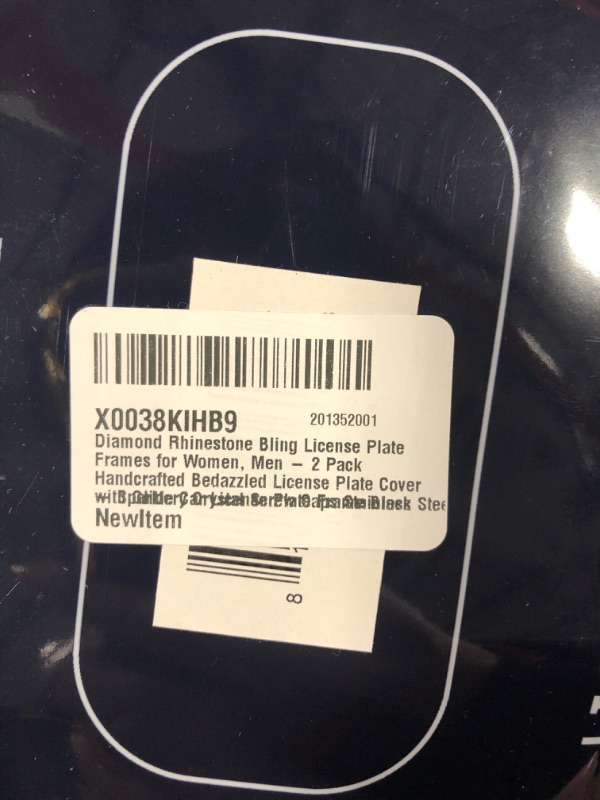 X0038KIHB9 201352001
Diamond Rhinestone Bling License Plate
Frames for Women, Men – 2 Pack
Handcrafted Bedazzled License Plate Cover
NewItem
8